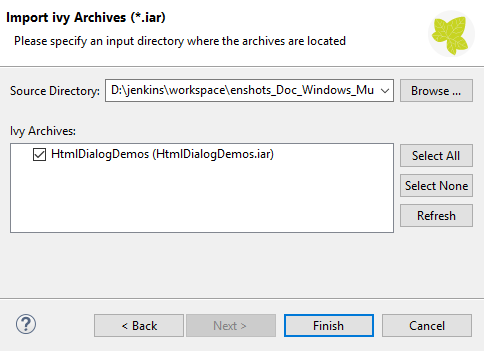 Import ivy Archives (*.iar)
Please specify an input directory where the archives are located
Source Directory: D:\jenkins\workspace\enshots_Doc_Windows_Mu Browse ...
Ivy Archives:
HtmlDialogDemos (HtmlDialogDemos.iar)
Select All
Select None
Refresh
? < Back Next > Finish Cancel